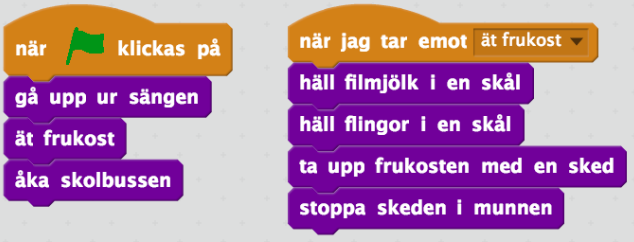 när klickas på
gå upp ur sängen
ät frukost
åka skolbussen
när jag tar emot ät frukost
häll filmjölk i en skål
häll flingor i en skål
ta upp frukosten med en sked
stoppa skeden i munnen